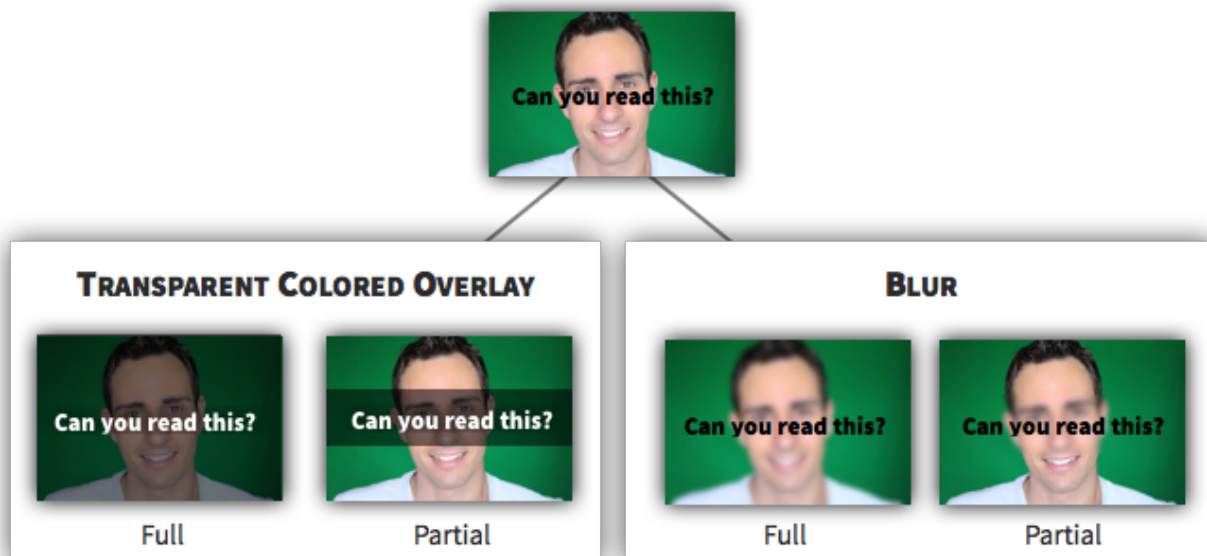 Can you read this?
TRANSPARENT COLORED OVERLAY
BLUR
Can you read this?
Can you read this?
Can you read this?
Can you read this?
Full
Partial
Full
Partial